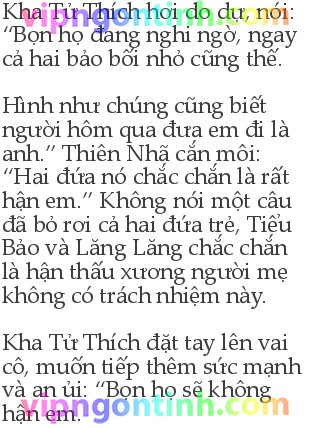 Kha Tử Thích hơi do dự, nói:
“Bọn họ đang nghi ngờ, ngay
cả hai bảo bối nhỏ cũng thế.
Hình như chúng cũng biết
người hôm qua đưa em đi là
anh.” Thiên Nhã cắn môi:
“Hai đứa nó chắc chắn là rất
hận em.” Không nói một câu
đã bỏ rơi cả hai đứa trẻ, Tiểu
Bảo và Lăng Lăng chắc chắn
là hận thấu xương người mẹ
không có trách nhiệm này.
Kha Tử Thích đặt tay lên vai
cô, muốn tiếp thêm sức mạnh
và an ủi: “Bọn họ sẽ không
hận em.
vipngontinh.com
vipngontinh.com